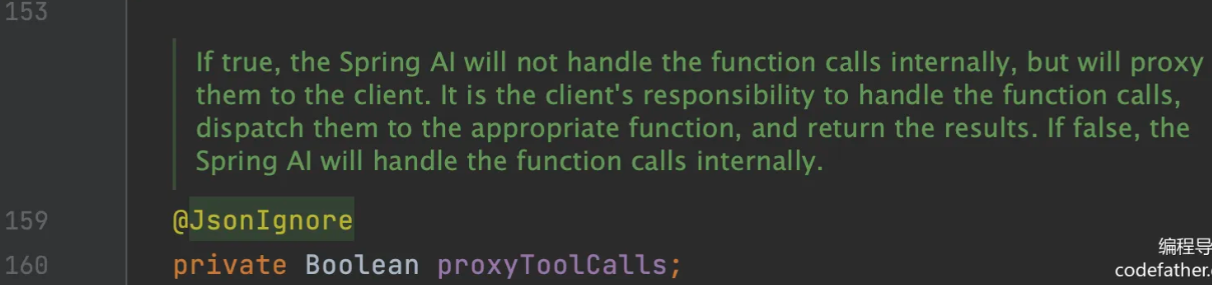 153
If true, the Spring AI will not handle the function calls internally, but will proxy
them to the client. It is the client's responsibility to handle the function calls,
dispatch them to the appropriate function, and return the results. If false, the
Spring AI will handle the function calls internally.
159 @JsonIgnore
160 private Boolean proxyToolCalls;
编程导
codefather.